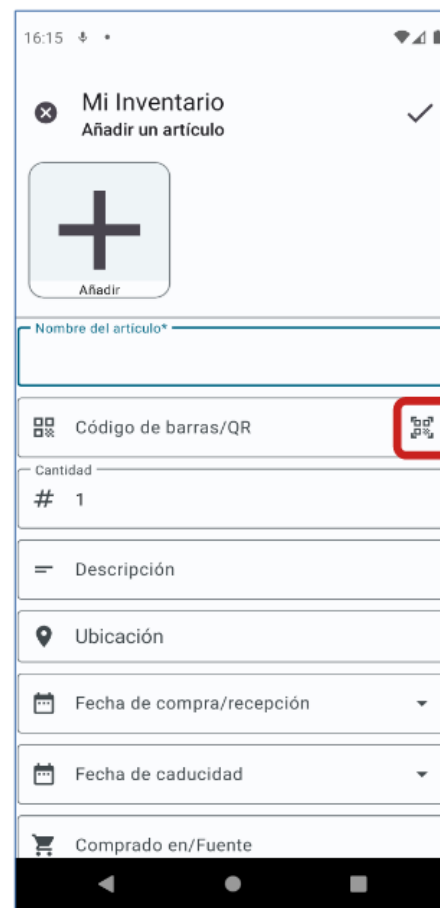 16:15
Mi Inventario
Añadir un artículo
Añadir
Nombre del artículo*
Código de barras/QR
Cantidad
# 1
Descripción
Ubicación
Fecha de compra/recepción
Fecha de caducidad
Comprado en/Fuente